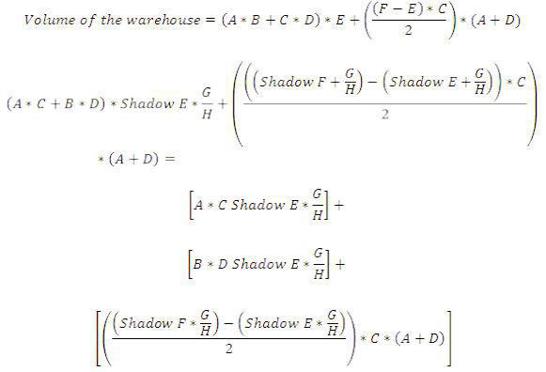 Volume of the warehouse = (A * B + C * D) * E + (((F − E) * C)/2) * (A + D)
(A * C + B * D) * Shadow E * G/H + ((((Shadow F + G/H) − (Shadow E + G/H)) * C)/2)
* (A + D) =
[A * C Shadow E * G/H] +
[B * D Shadow E * G/H] +
[(((Shadow F * G/H) − (Shadow E * G/H))/2) * C * (A + D)]